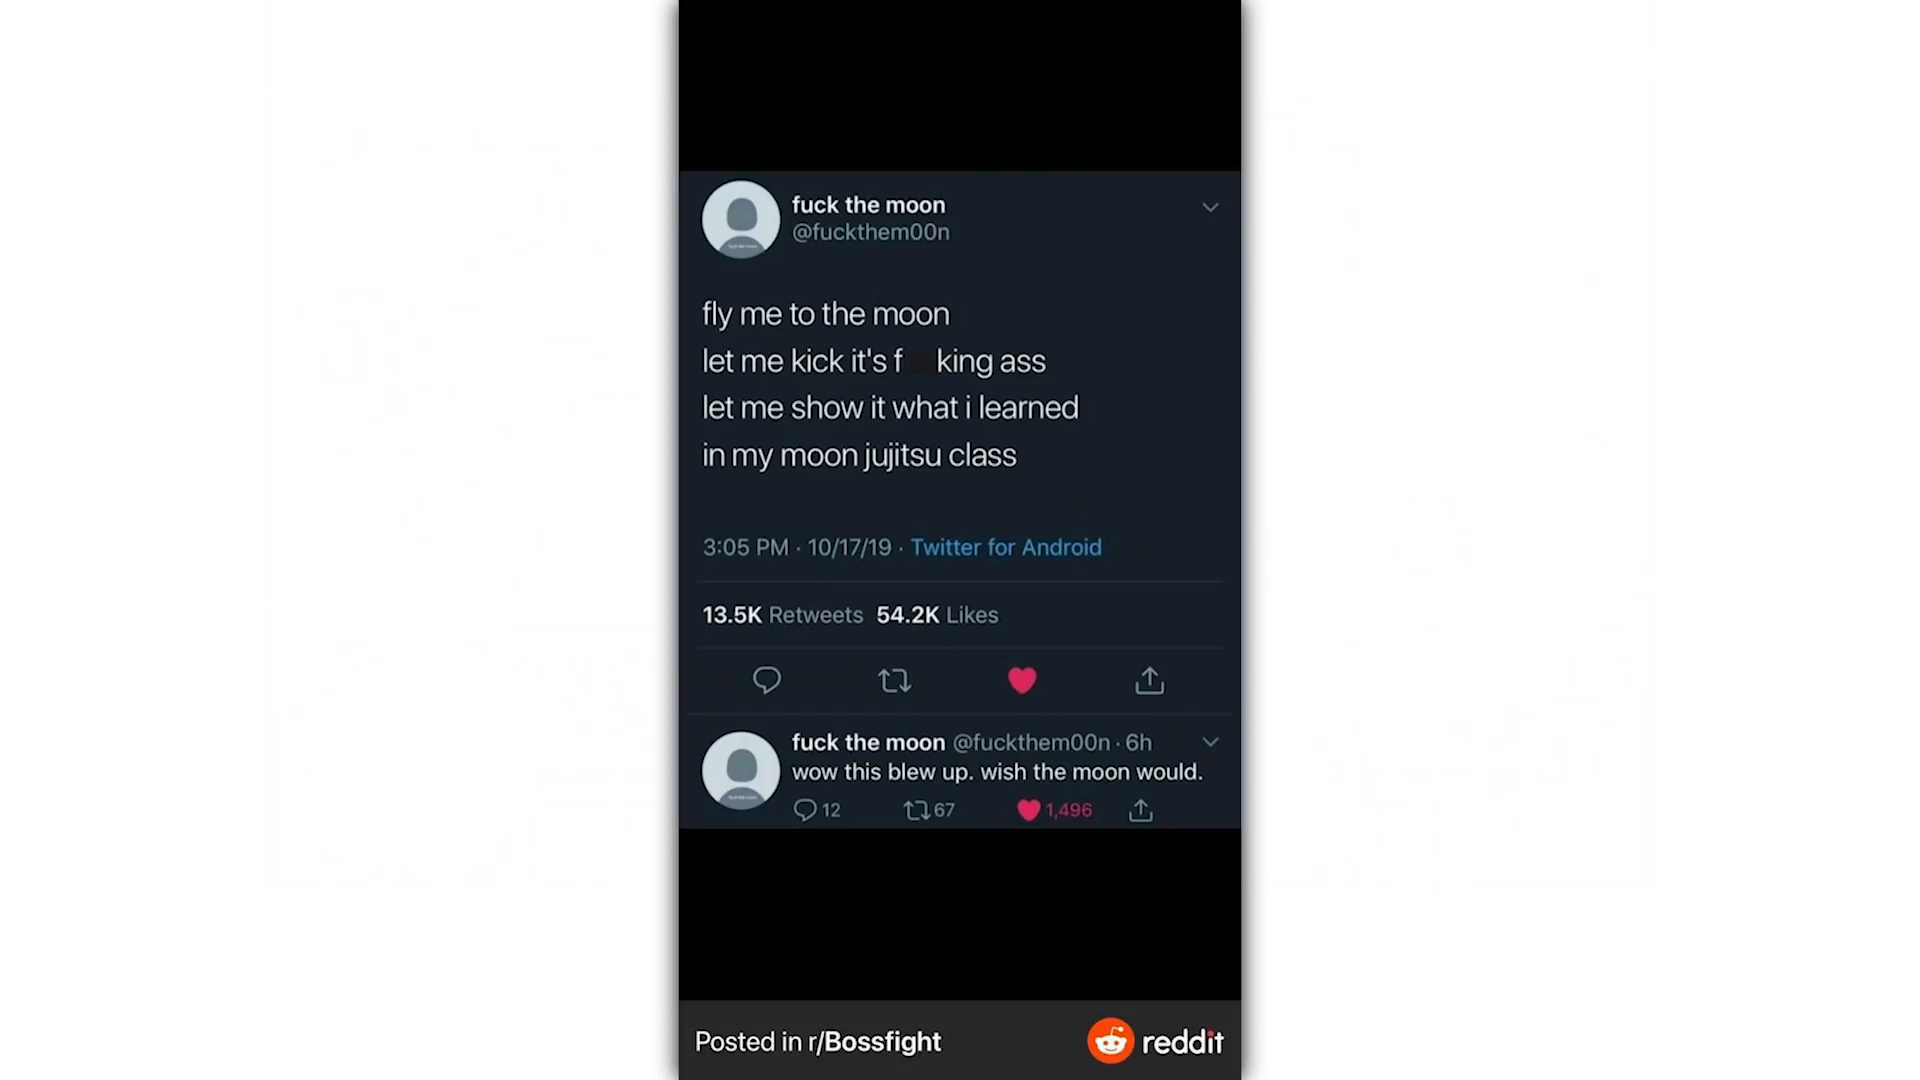 fuck the moon
@fuckthem00n
fly me to the moon
let me kick it's f king ass
let me show it what i learned
in my moon jujitsu class
3:05 PM · 10/17/19 · Twitter for Android
13.5K Retweets 54.2K Likes
fuck the moon @fuckthem00n · 6h
wow this blew up. wish the moon would.
12 67 1,496
Posted in r/Bossfight reddit